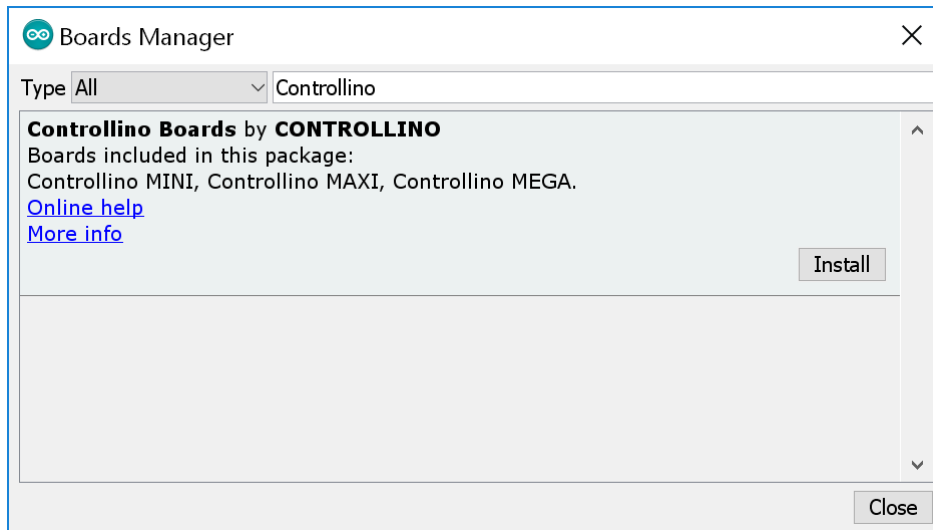 Boards Manager
Type All Controllino
Controllino Boards by CONTROLLINO
Boards included in this package:
Controllino MINI, Controllino MAXI, Controllino MEGA.
Online help
More info
Install
Close